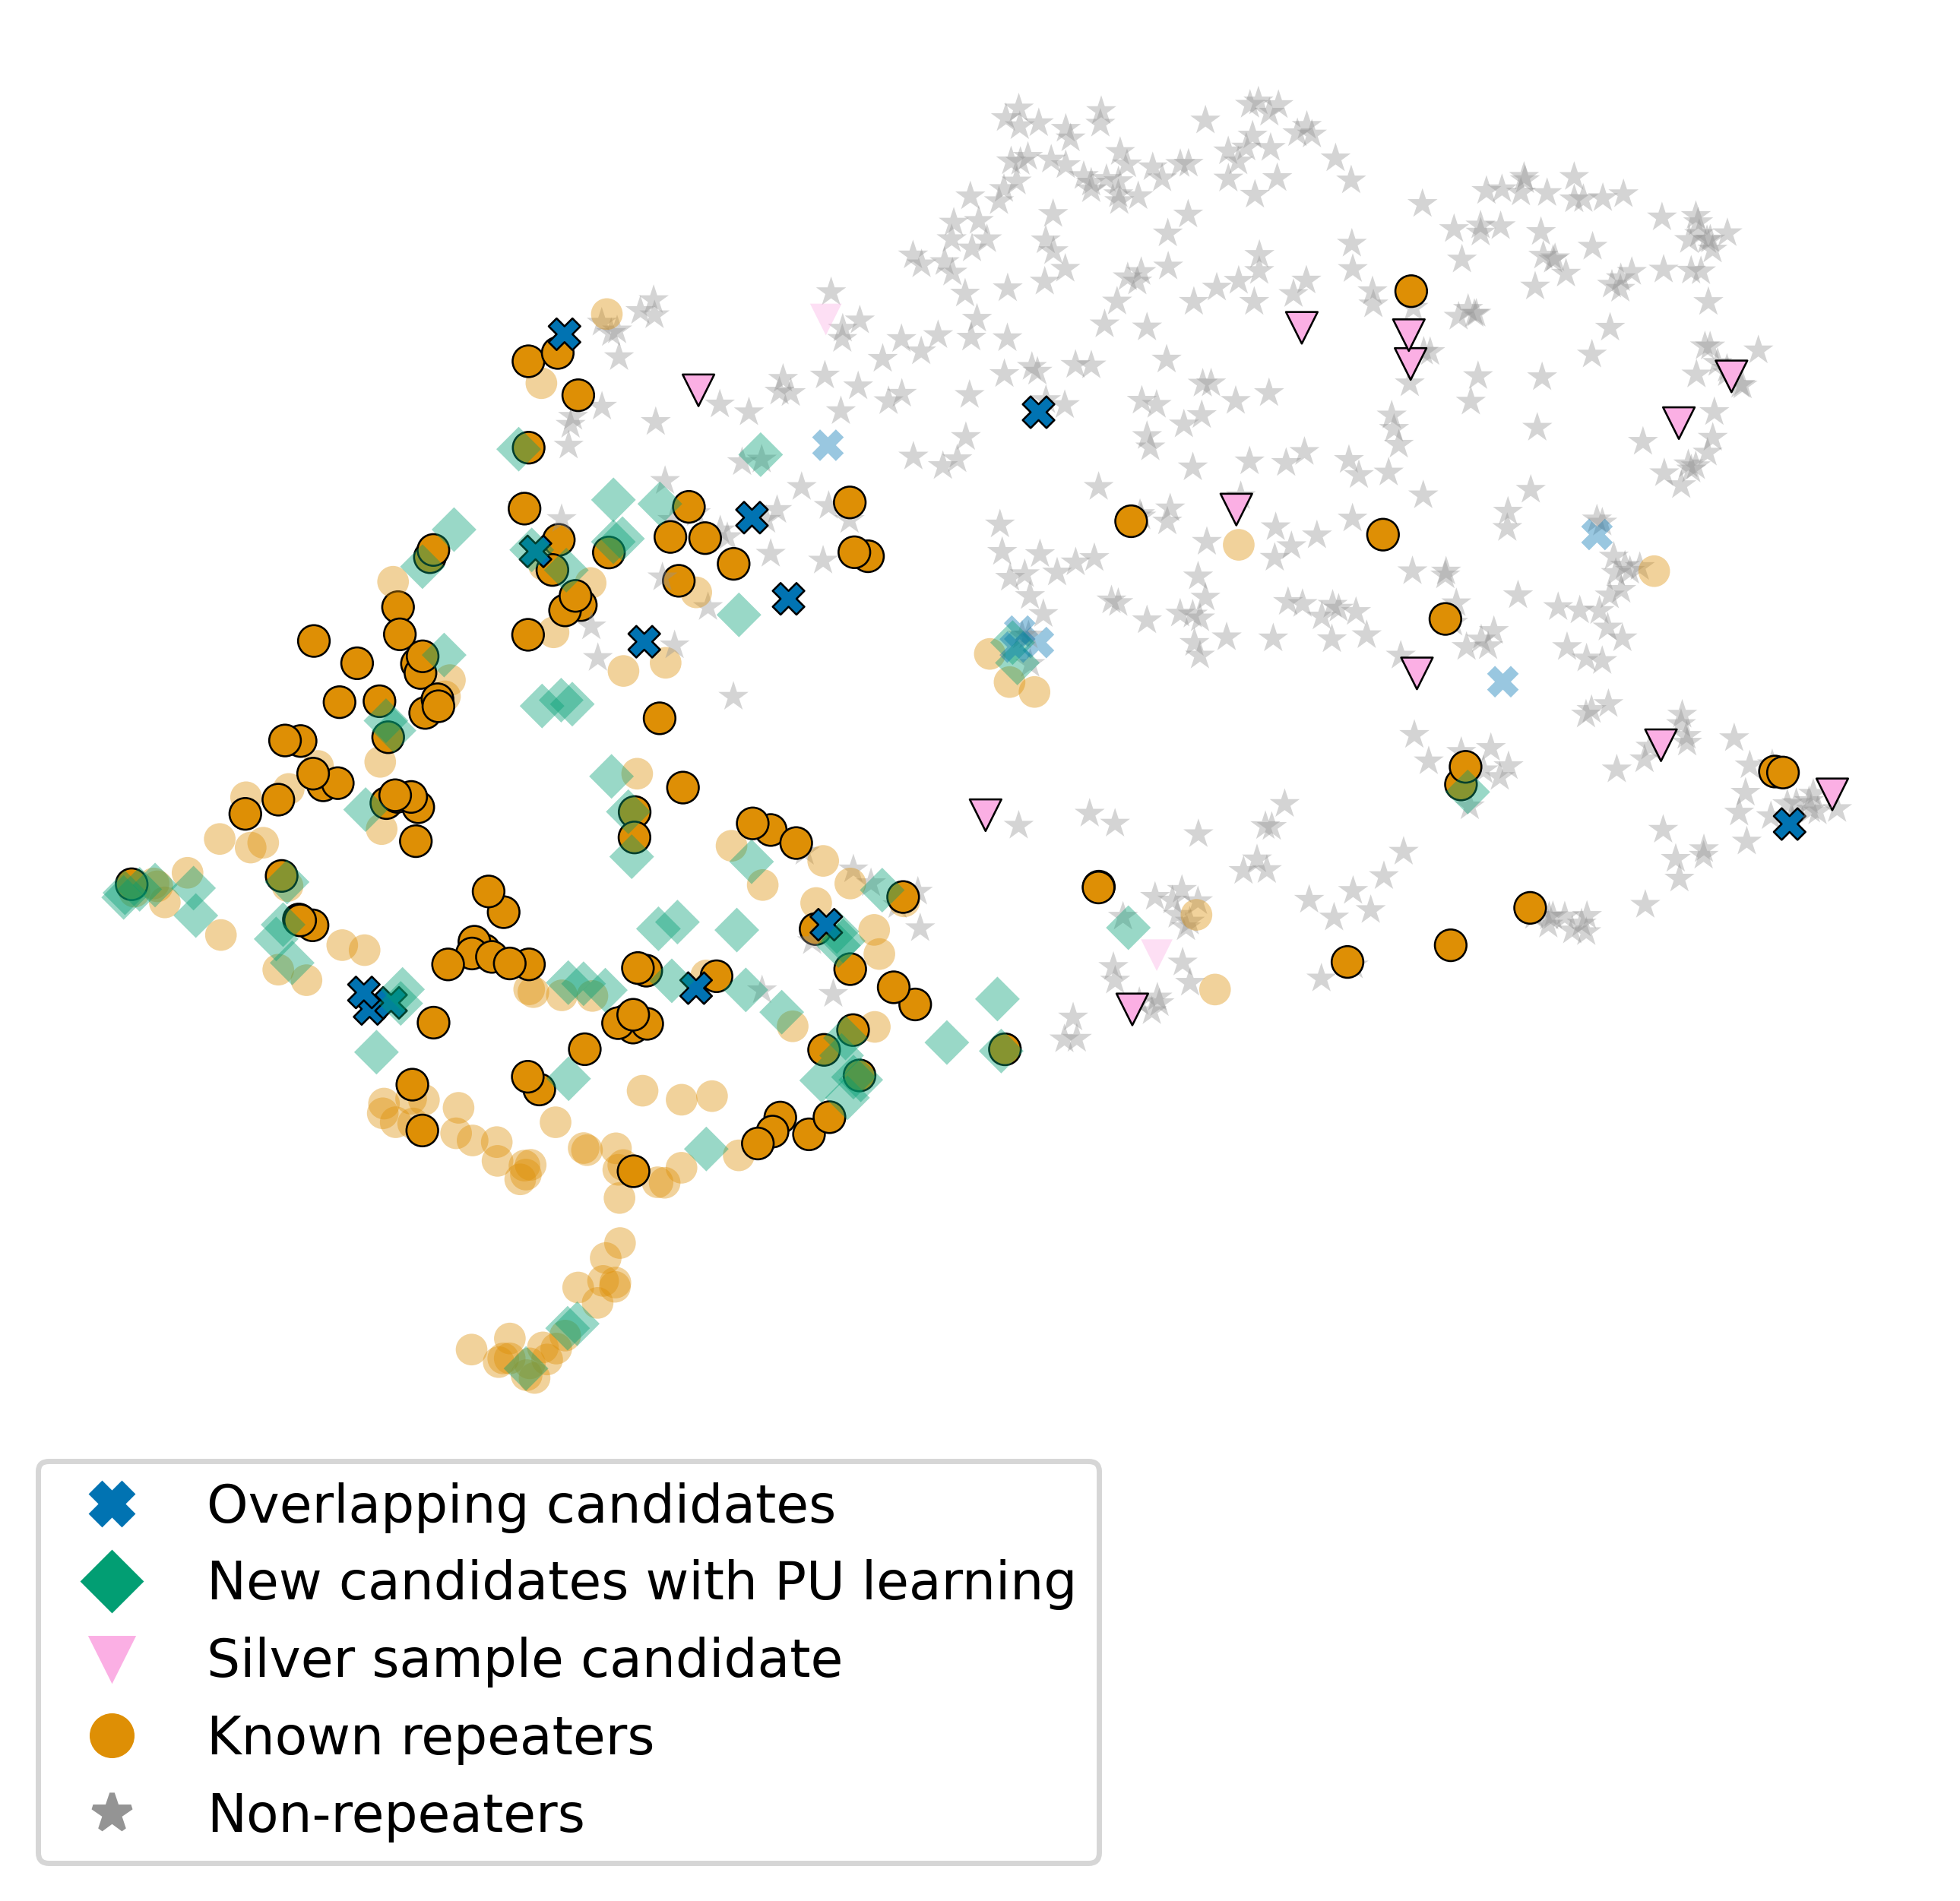 Overlapping candidates
New candidates with PU learning
Silver sample candidate
Known repeaters
Non-repeaters